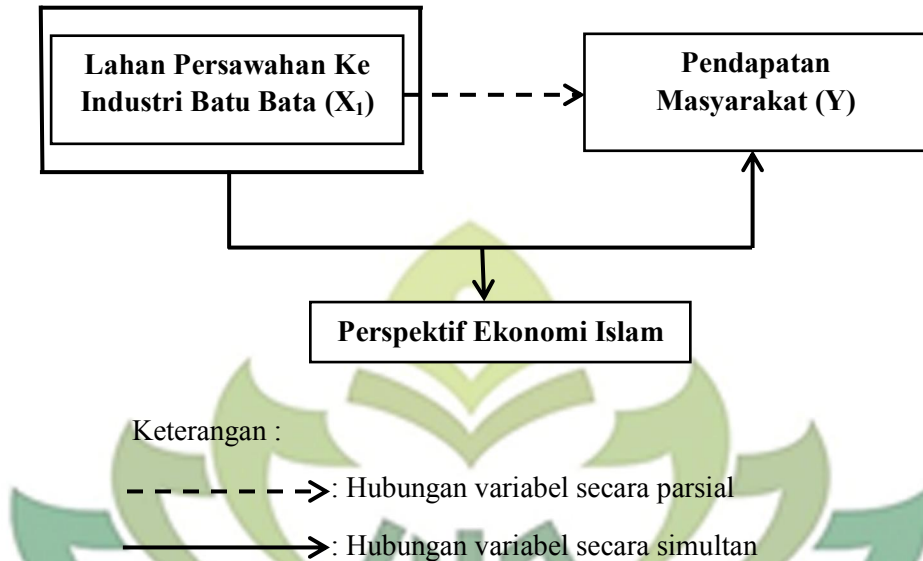 Lahan Persawahan Ke
Industri Batu Bata (X₁)
Pendapatan
Masyarakat (Y)
Perspektif Ekonomi Islam
Keterangan :
: Hubungan variabel secara parsial
: Hubungan variabel secara simultan